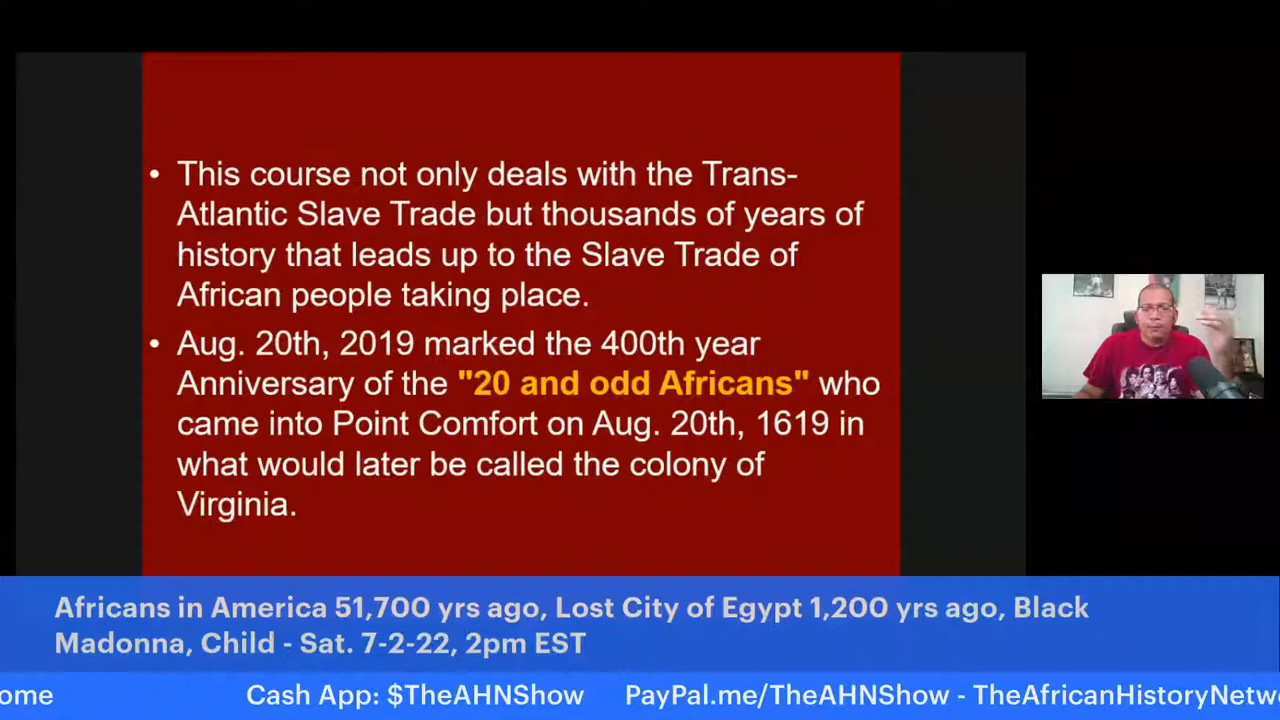 • This course not only deals with the Trans-
Atlantic Slave Trade but thousands of years of
history that leads up to the Slave Trade of
African people taking place.
• Aug. 20th, 2019 marked the 400th year
Anniversary of the "20 and odd Africans" who
came into Point Comfort on Aug. 20th, 1619 in
what would later be called the colony of
Virginia.
Africans in America 51,700 yrs ago, Lost City of Egypt 1,200 yrs ago, Black
Madonna, Child - Sat. 7-2-22, 2pm EST
ome Cash App: $TheAHNShow PayPal.me/TheAHNShow - TheAfricanHistoryNetw